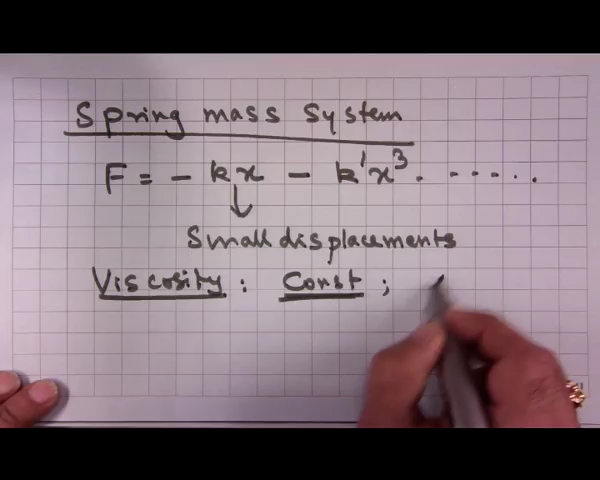 Spring mass System
F = - kx - k'x³ . . . . . . .
Small displacements
Viscosity : Const ;